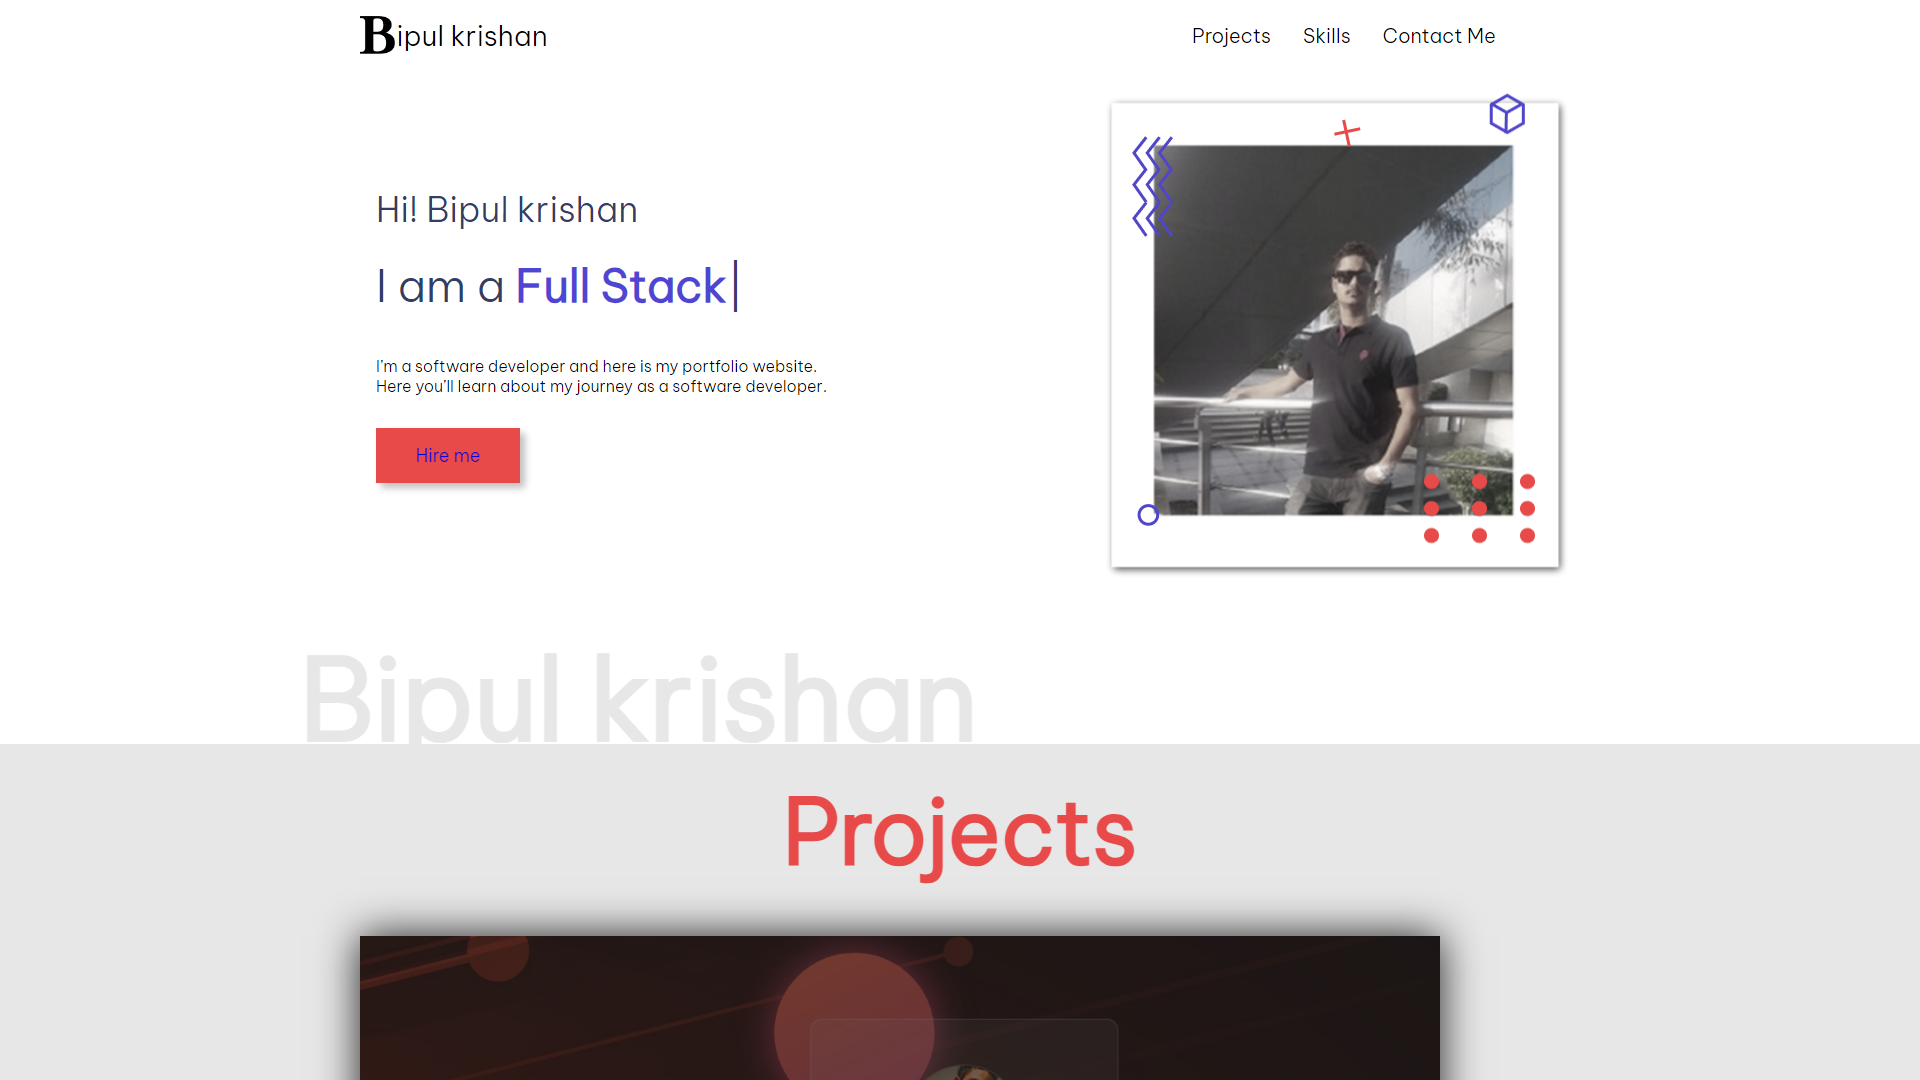 Bipul krishan
Projects
Skills
Contact Me
Hi! Bipul krishan
I am a Full Stack
I'm a software developer and here is my portfolio website.
Here you'll learn about my journey as a software developer.
Hire me
Bipul krishan
Projects